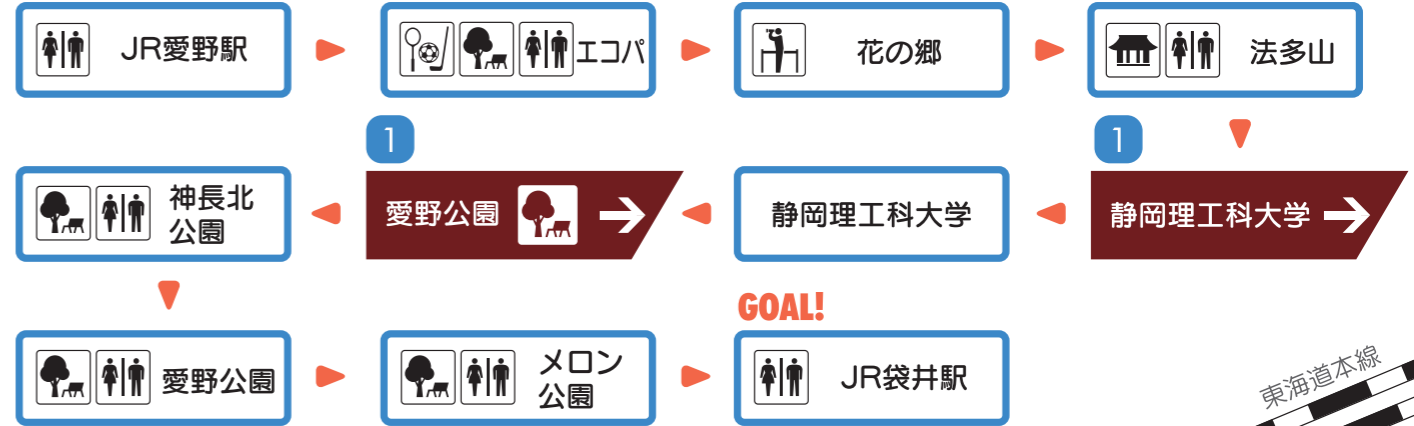 JR愛野駅
エコパ
花の郷
法多山
1
静岡理工科大学
静岡理工科大学
1
愛野公園
神長北
公園
愛野公園
メロン
公園
GOAL!
JR袋井駅
東海道本線